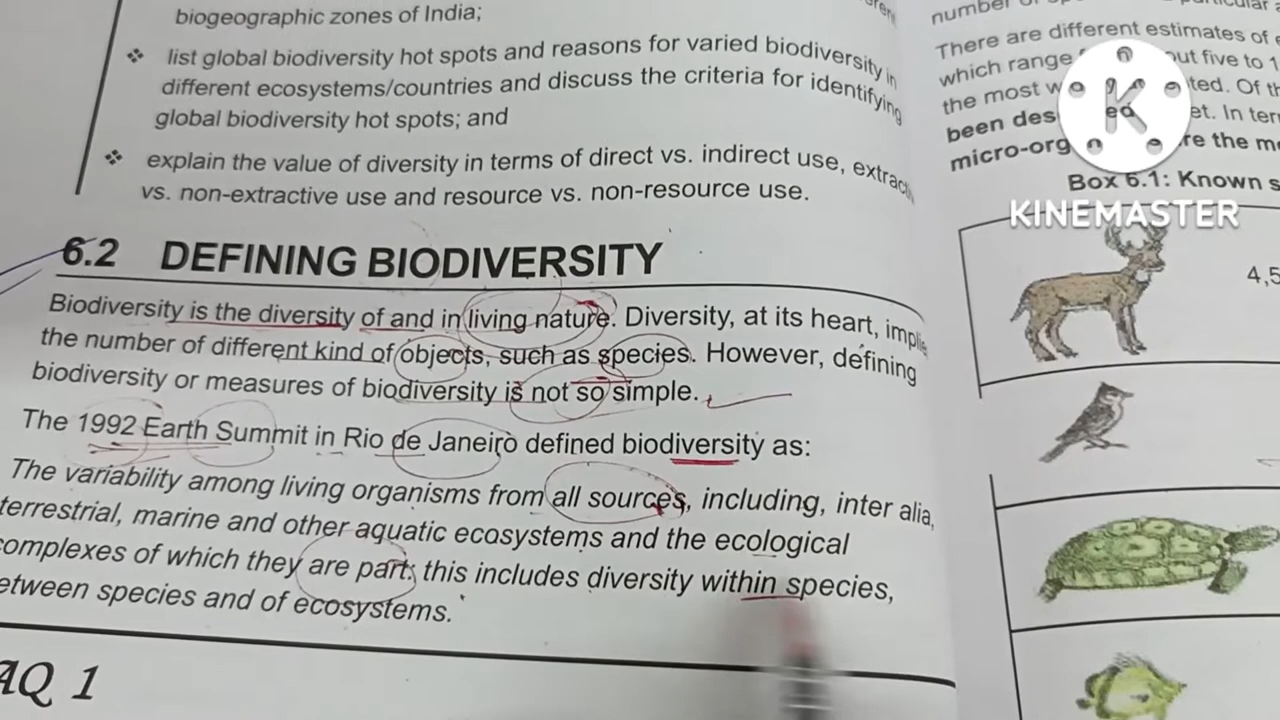 biogeographic zones of India;
❖ list global biodiversity hot spots and reasons for varied biodiversity in
different ecosystems/countries and discuss the criteria for identifying
global biodiversity hot spots; and
❖ explain the value of diversity in terms of direct vs. indirect use,
vs. non-extractive use and resource vs. non-resource use.
6.2 DEFINING BIODIVERSITY
Biodiversity is the diversity of and in living nature. Diversity, at its heart,
the number of different kind of objects, such as species. However, defining
biodiversity or measures of biodiversity is not so simple.
The 1992 Earth Summit in Rio de Janeiro defined biodiversity as:
The variability among living organisms from all sources, including, inter alia,
terrestrial, marine and other aquatic ecosystems and the ecological
complexes of which they are part; this includes diversity within species,
etween species and of ecosystems.
AQ 1
number
There are different estimates of
which range
the most
been des
micro-org
re the
Box 6.1: Known
4,5
KINEMASTER